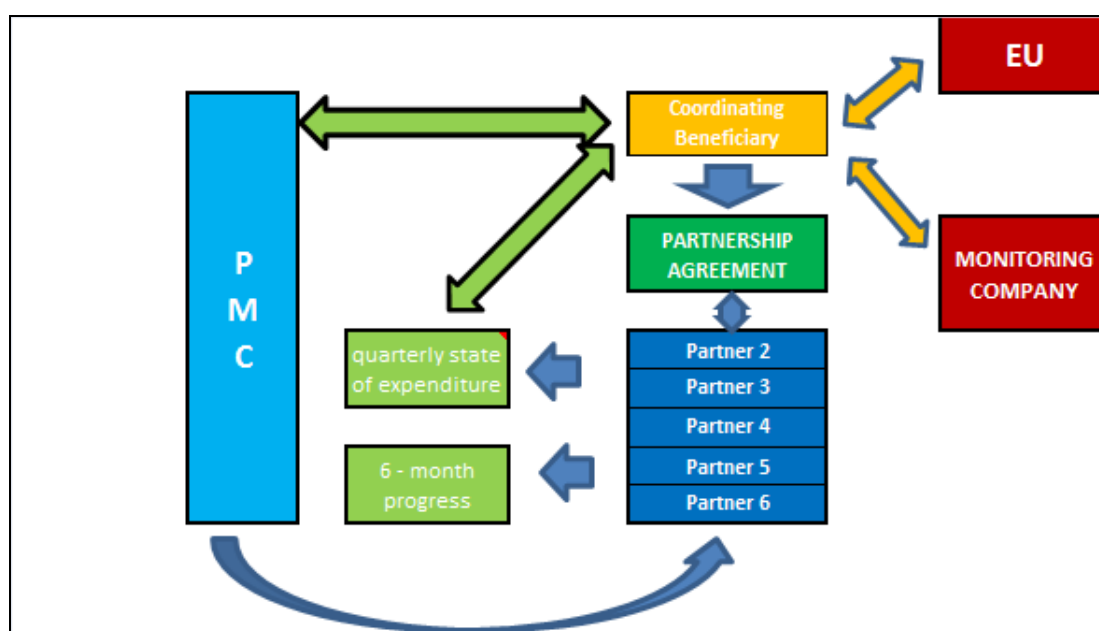 EU
Coordinating
Beneficiary
P
M
C
PARTNERSHIP
AGREEMENT
MONITORING
COMPANY
quarterly state
of expenditure
Partner 2
Partner 3
Partner 4
Partner 5
Partner 6
6 - month
progress